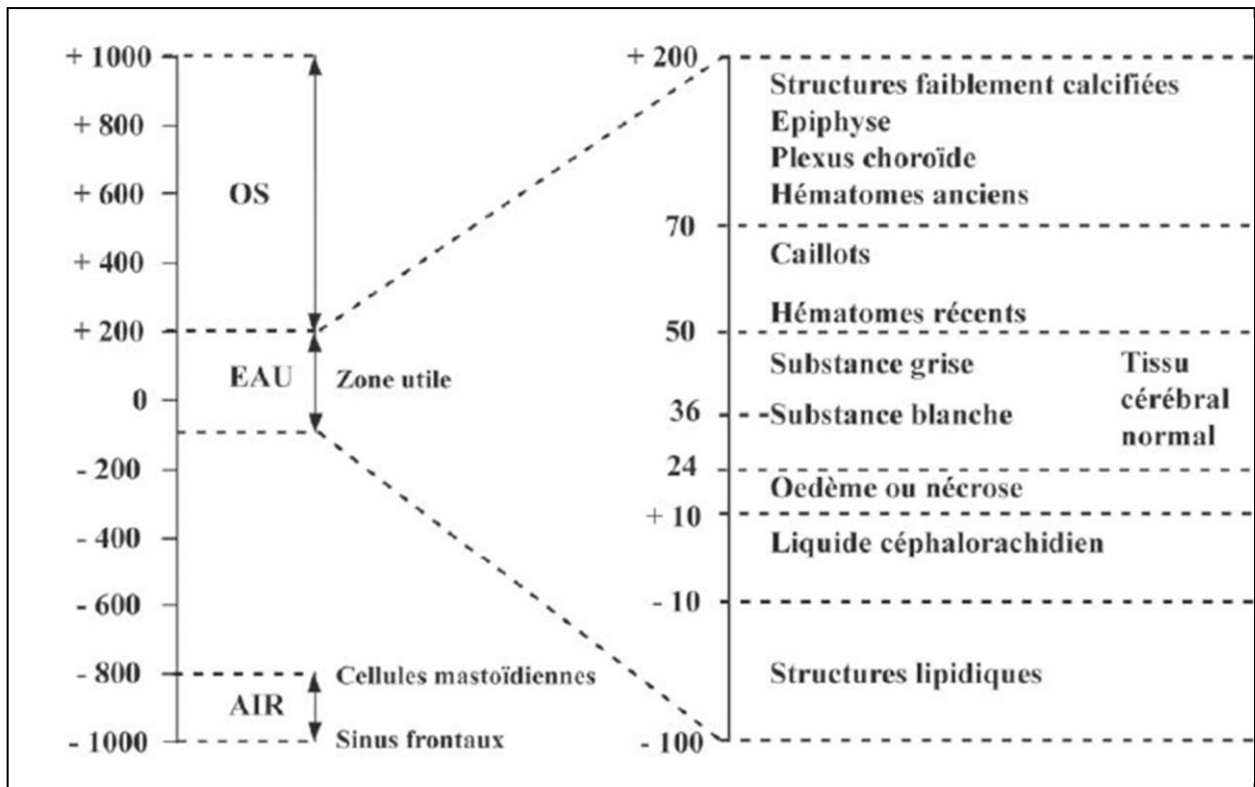 + 1000
+ 800
+ 600
OS
+ 400
+ 200
EAU
Zone utile
0
- 200
- 400
- 600
- 800
Cellules mastoïdiennes
AIR
- 1000
Sinus frontaux
+ 200
Structures faiblement calcifiées
Epiphyse
Plexus choroïde
Hématomes anciens
70
Caillots
Hématomes récents
50
Substance grise
36
Substance blanche
Tissu
cérébral
normal
24
Oedème ou nécrose
+ 10
Liquide céphalorachidien
- 10
Structures lipidiques
- 100